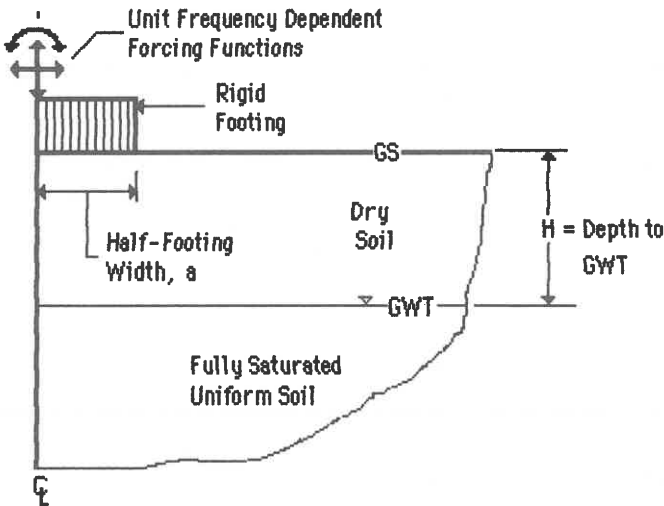 Unit Frequency Dependent
Forcing Functions
Rigid
Footing
GS
Dry
Soil
H = Depth to
GWT
Half-Footing
Width, a
GWT
Fully Saturated
Uniform Soil
℄